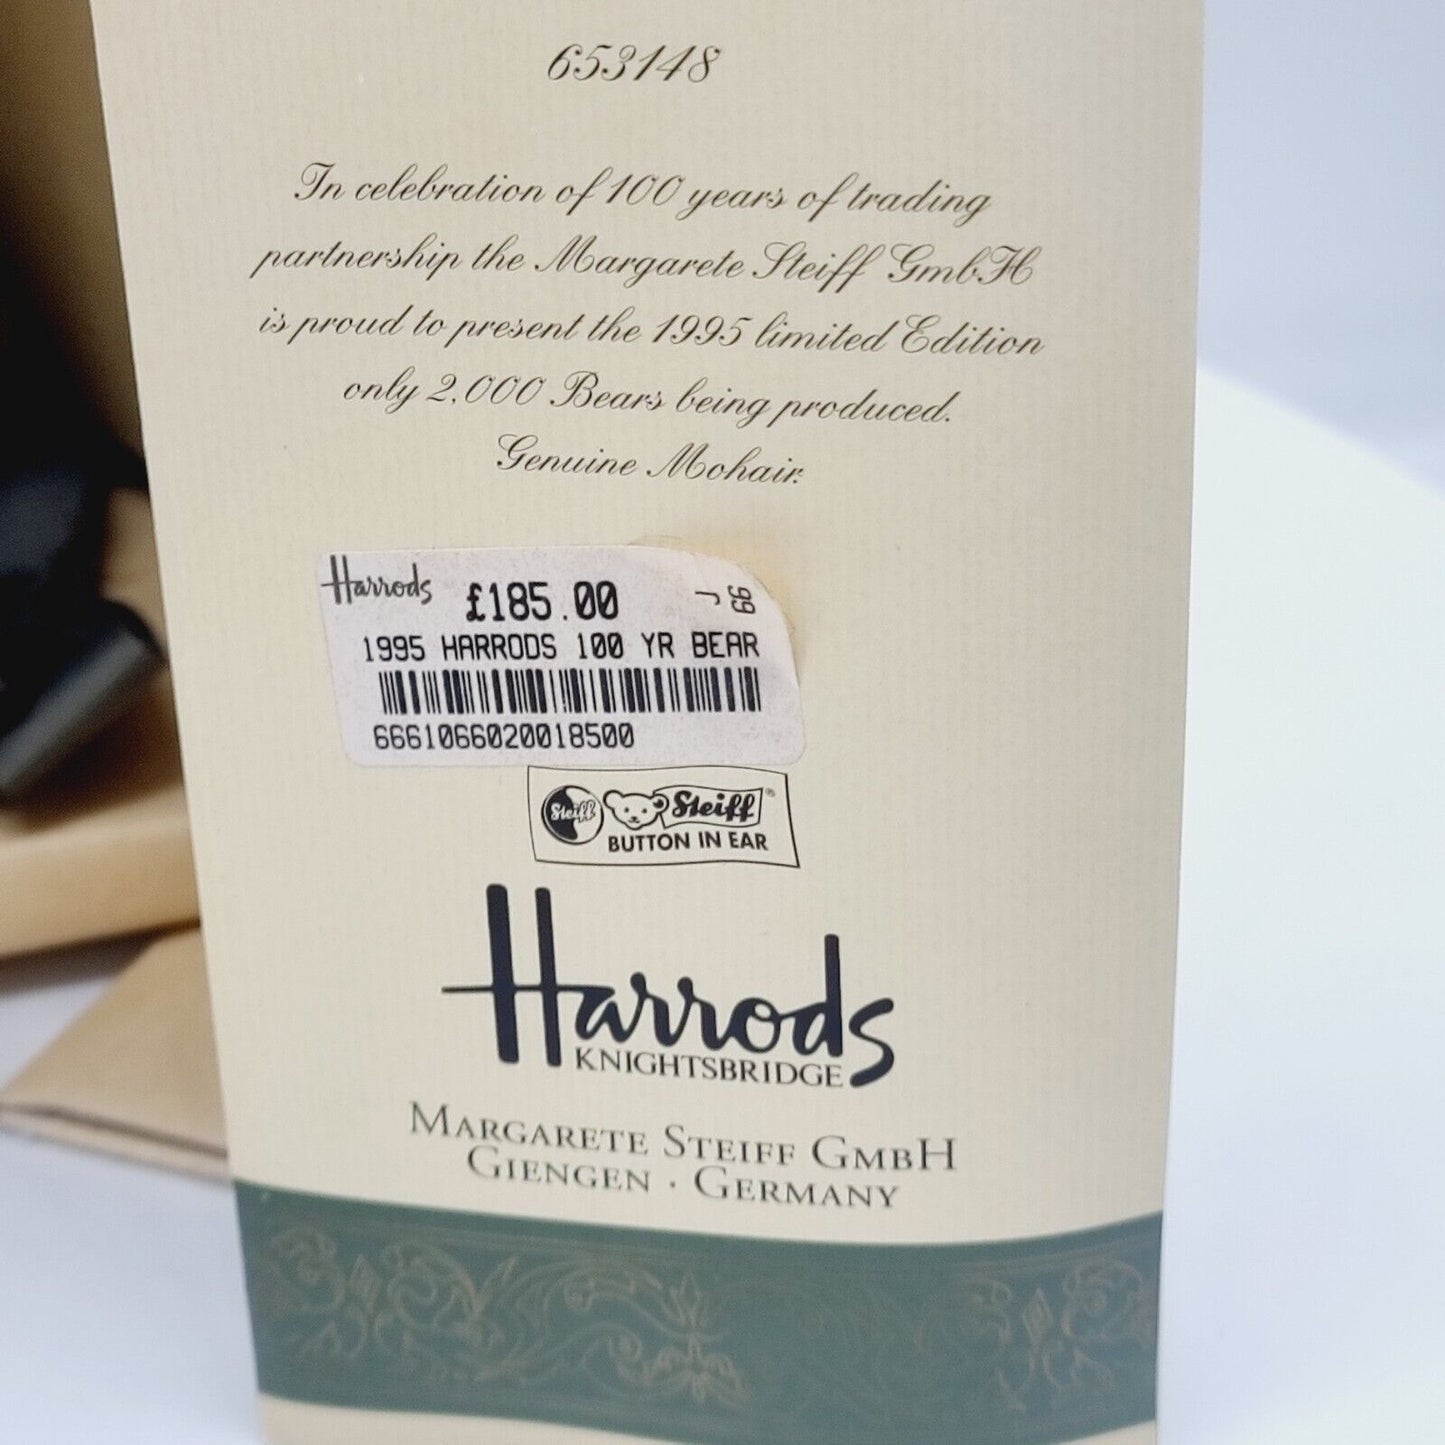 653148
In celebration of 100 years of trading
partnership the Margarete Steiff GmbH
is proud to present the 1995 limited Edition
only 2,000 Bears being produced.
Genuine Mohair.
Harrods £185.00 J 66
1995 HARRODS 100 YR BEAR
6661066020018500
Steiff Steiff®
BUTTON IN EAR
Harrods
KNIGHTSBRIDGE
MARGARETE STEIFF GMBH
GIENGEN · GERMANY